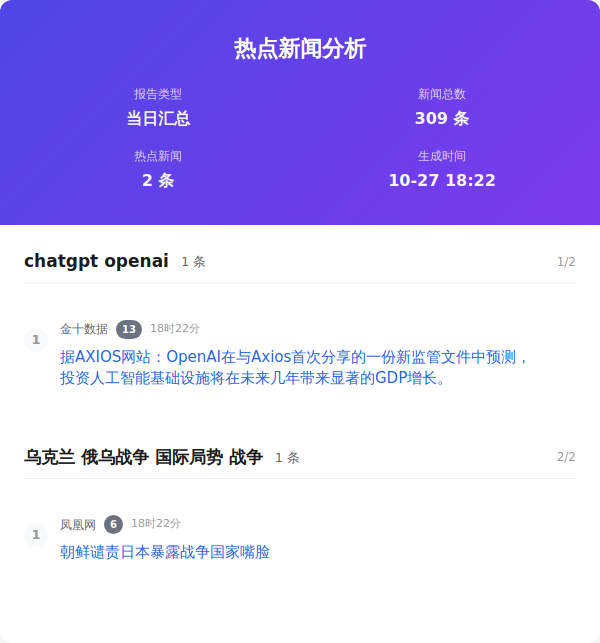 热点新闻分析
报告类型
当日汇总
新闻总数
309 条
热点新闻
2 条
生成时间
10-27 18:22
chatgpt openai 1 条 1/2
1
金十数据 13 18时22分
据AXIOS网站：OpenAI在与Axios首次分享的一份新监管文件中预测，
投资人工智能基础设施将在未来几年带来显著的GDP增长。
乌克兰 俄乌战争 国际局势 战争 1 条 2/2
1
凤凰网 6 18时22分
朝鲜谴责日本暴露战争国家嘴脸